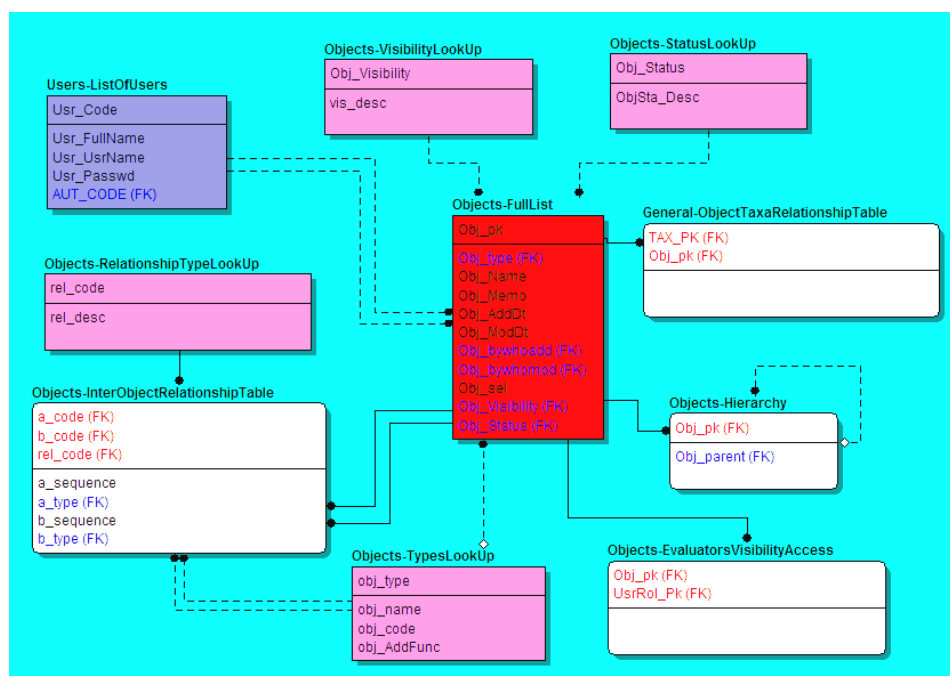 Objects-VisibilityLookUp
Obj_Visibility
vis_desc
Objects-StatusLookUp
Obj_Status
ObjSta_Desc
Users-ListOfUsers
Usr_Code
Usr_FullName
Usr_UsrName
Usr_Passwd
AUT_CODE (FK)
Objects-FullList
Obj_pk
Obj_type (FK)
Obj_Name
Obj_Memo
Obj_AddDt
Obj_ModDt
Obj_bywhoadd (FK)
Obj_bywhomod (FK)
Obj_sel
Obj_Visibility (FK)
Obj_Status (FK)
General-ObjectTaxaRelationshipTable
TAX_PK (FK)
Obj_pk (FK)
Objects-RelationshipTypeLookUp
rel_code
rel_desc
Objects-InterObjectRelationshipTable
a_code (FK)
b_code (FK)
rel_code (FK)
a_sequence
a_type (FK)
b_sequence
b_type (FK)
Objects-Hierarchy
Obj_pk (FK)
Obj_parent (FK)
Objects-TypesLookUp
obj_type
obj_name
obj_code
obj_AddFunc
Objects-EvaluatorsVisibilityAccess
Obj_pk (FK)
UsrRol_Pk (FK)